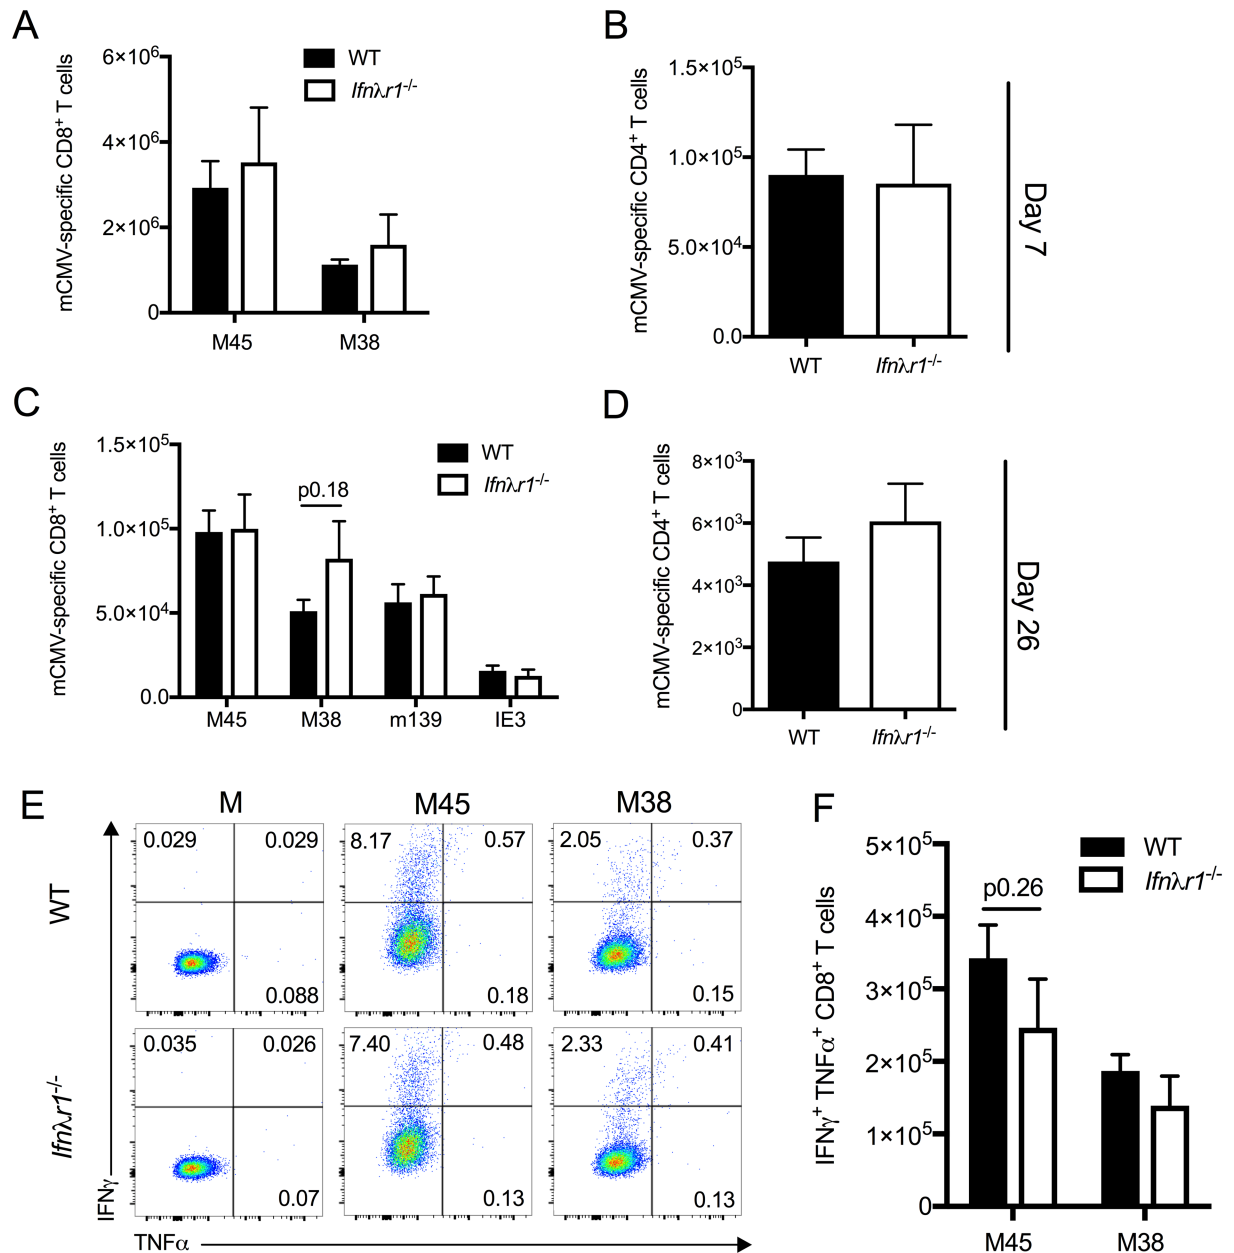 A
mCMV-specific CD8⁺ T cells
6×10⁶
4×10⁶
2×10⁶
0
WT
Ifnλr1⁻/⁻
M45
M38
B
mCMV-specific CD4⁺ T cells
1.5×10⁵
1.0×10⁵
5.0×10⁴
0.0
WT
Ifnλr1⁻/⁻
Day 7
C
mCMV-specific CD8⁺ T cells
1.5×10⁵
1.0×10⁵
5.0×10⁴
0.0
WT
Ifnλr1⁻/⁻
p0.18
M45
M38
m139
IE3
D
mCMV-specific CD4⁺ T cells
8×10³
6×10³
4×10³
2×10³
0
WT
Ifnλr1⁻/⁻
Day 26
E
M
M45
M38
WT
0.029 0.029
0.088
8.17 0.57
0.18
2.05 0.37
0.15
Ifnλr1⁻/⁻
0.035 0.026
0.07
7.40 0.48
0.13
2.33 0.41
0.13
IFNγ
TNFα
F
IFNγ⁺ TNFα⁺ CD8⁺ T cells
5×10⁵
4×10⁵
3×10⁵
2×10⁵
1×10⁵
0
WT
Ifnλr1⁻/⁻
p0.26
M45
M38